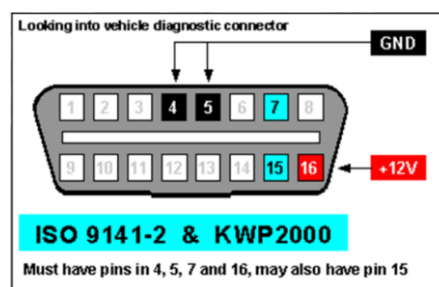 Looking into vehicle diagnostic connector
GND
1 2 3 4 5 6 7 8
9 10 11 12 13 14 15 16
+12V
ISO 9141-2 & KWP2000
Must have pins in 4, 5, 7 and 16, may also have pin 15